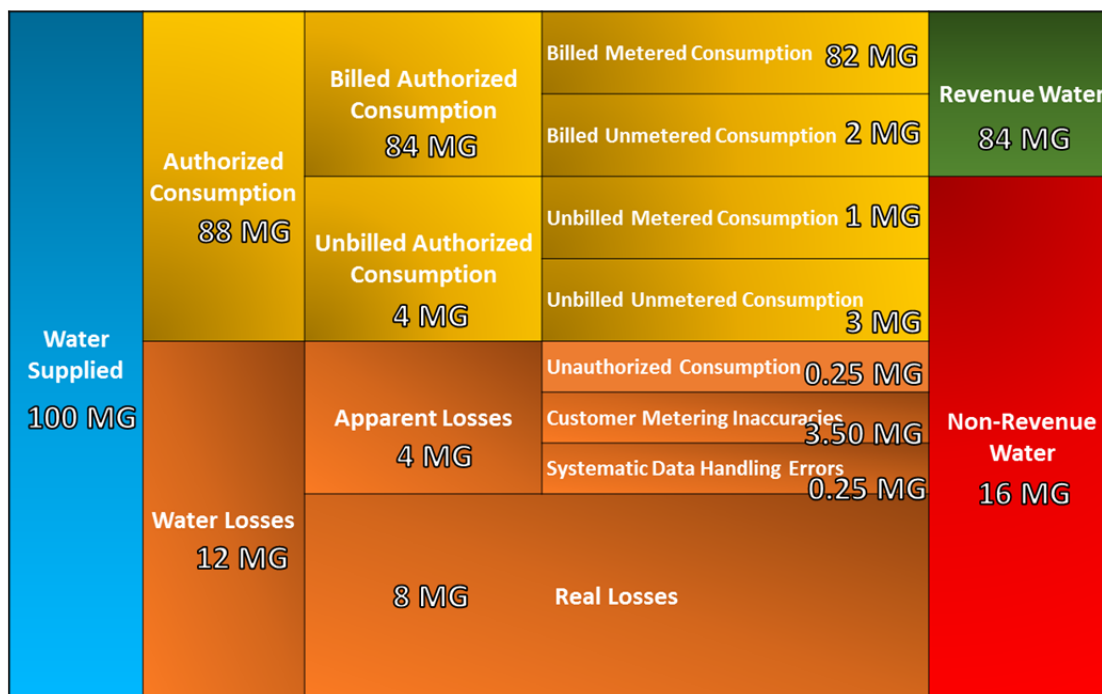 Water
Supplied
100 MG
Authorized
Consumption
88 MG
Water Losses
12 MG
Billed Authorized
Consumption
84 MG
Unbilled Authorized
Consumption
4 MG
Apparent Losses
4 MG
8 MG Real Losses
Billed Metered Consumption 82 MG
Billed Unmetered Consumption 2 MG
Unbilled Metered Consumption 1 MG
Unbilled Unmetered Consumption
3 MG
Unauthorized Consumption 0.25 MG
Customer Metering Inaccuracies
3.50 MG
Systematic Data Handling Errors
0.25 MG
Revenue Water
84 MG
Non-Revenue
Water
16 MG